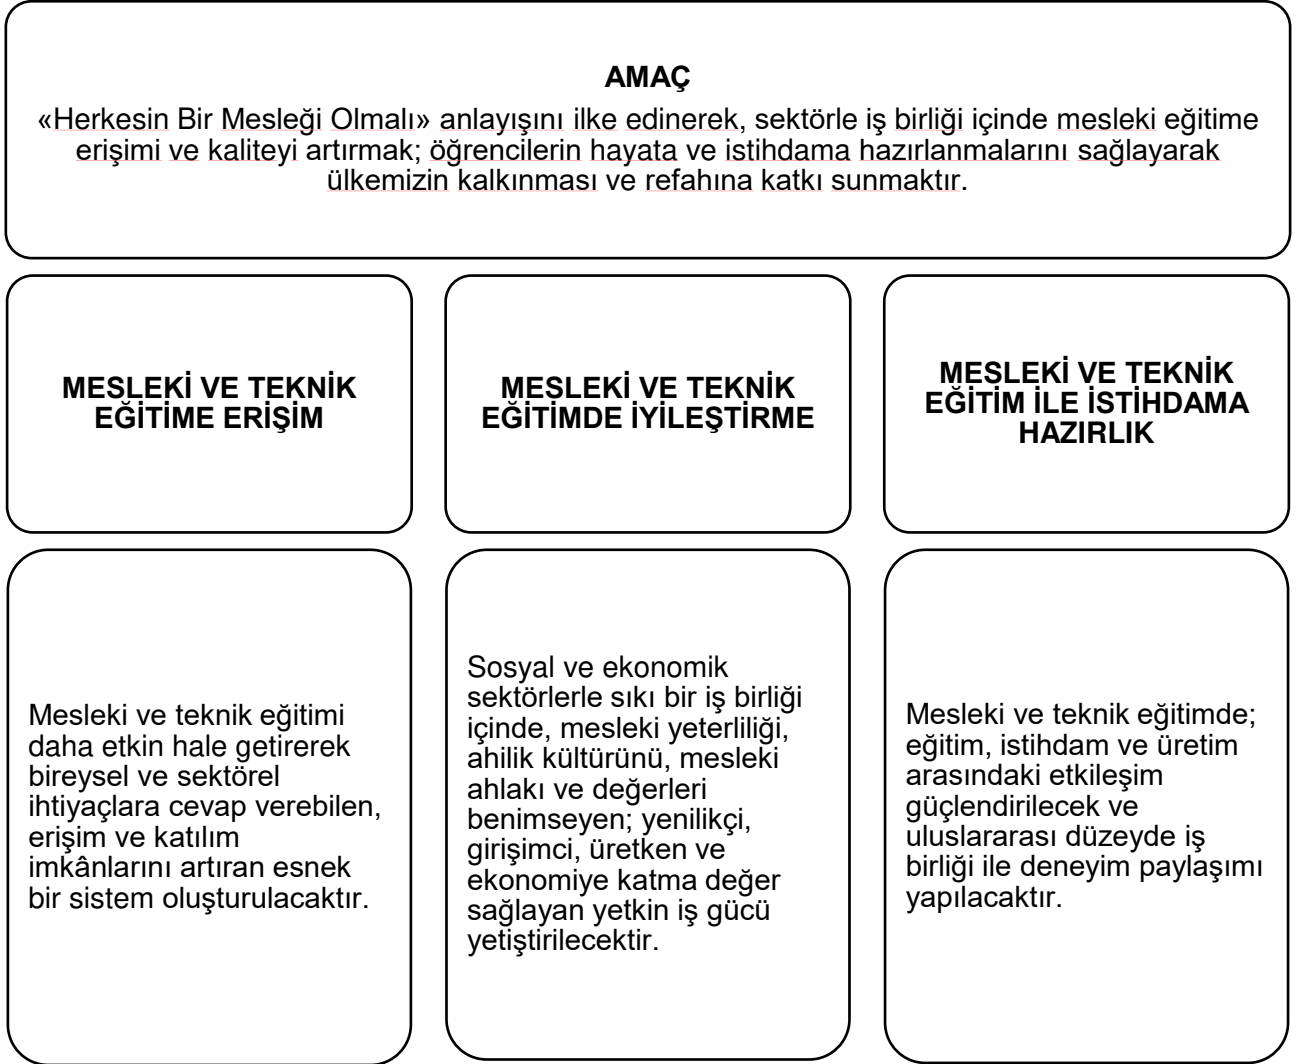 AMAÇ
«Herkesin Bir Mesleği Olmalı» anlayışını ilke edinerek, sektörle iş birliği içinde mesleki eğitime
erişimi ve kaliteyi artırmak; öğrencilerin hayata ve istihdama hazırlanmalarını sağlayarak
ülkemizin kalkınması ve refahına katkı sunmaktır.
MESLEKİ VE TEKNİK
EĞİTİME ERİŞİM
MESLEKİ VE TEKNİK
EĞİTİMDE İYİLEŞTİRME
MESLEKİ VE TEKNİK
EĞİTİM İLE İSTİHDAMA
HAZIRLIK
Mesleki ve teknik eğitimi
daha etkin hale getirerek
bireysel ve sektörel
ihtiyaçlara cevap verebilen,
erişim ve katılım
imkânlarını artıran esnek
bir sistem oluşturulacaktır.
Sosyal ve ekonomik
sektörlerle sıkı bir iş birliği
içinde, mesleki yeterliliği,
ahilik kültürünü, mesleki
ahlakı ve değerleri
benimseyen; yenilikçi,
girişimci, üretken ve
ekonomiye katma değer
sağlayan yetkin iş gücü
yetiştirilecektir.
Mesleki ve teknik eğitimde;
eğitim, istihdam ve üretim
arasındaki etkileşim
güçlendirilecek ve
uluslararası düzeyde iş
birliği ile deneyim paylaşımı
yapılacaktır.